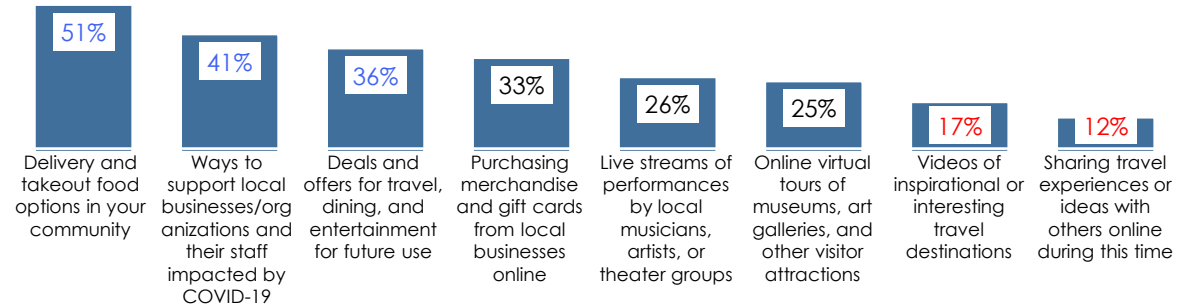 51%
41%
36%
33%
26%
25%
17%
12%
Delivery and
takeout food
options in your
community
Ways to
support local
businesses/org
anizations and
their staff
impacted by
COVID-19
Deals and
offers for travel,
dining, and
entertainment
for future use
Purchasing
merchandise
and gift cards
from local
businesses
online
Live streams of
performances
by local
musicians,
artists, or
theater groups
Online virtual
tours of
museums, art
galleries, and
other visitor
attractions
Videos of
inspirational or
interesting
travel
destinations
Sharing travel
experiences or
ideas with
others online
during this time